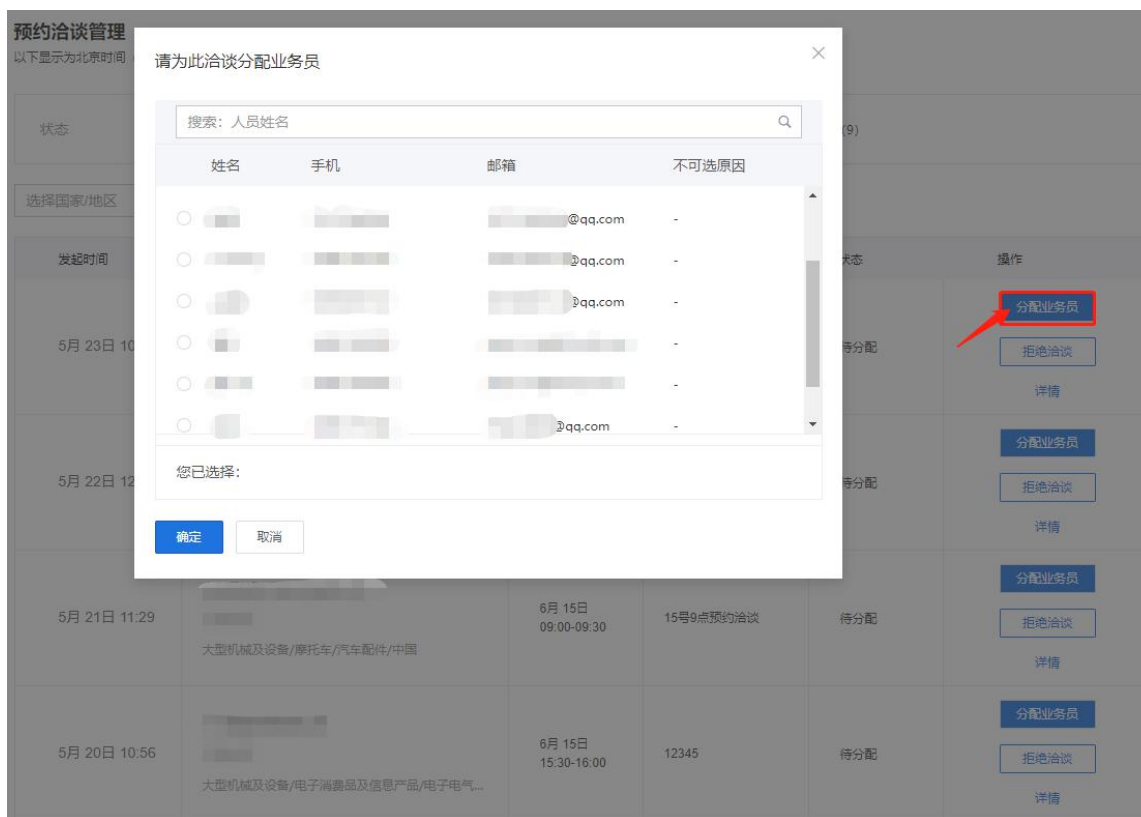 预约洽谈管理
以下显示为北京时间
请为此洽谈分配业务员
搜索：人员姓名
状态
(9)
姓名 手机 邮箱 不可选原因
选择国家/地区
@qq.com -
发起时间 @qq.com - 状态 操作
@qq.com - 分配业务员
5月 23日 10 - 待分配 拒绝洽谈
- 详情
@qq.com -
分配业务员
您已选择：
5月 22日 12 待分配 拒绝洽谈
详情
确定 取消
分配业务员
5月 21日 11:29 6月 15日 15号9点预约洽谈 待分配 拒绝洽谈
09:00-09:30
大型机械及设备/摩托车/汽车配件/中国 详情
分配业务员
5月 20日 10:56 6月 15日 12345 待分配 拒绝洽谈
15:30-16:00
大型机械及设备/电子消费品及信息产品/电子电气... 详情